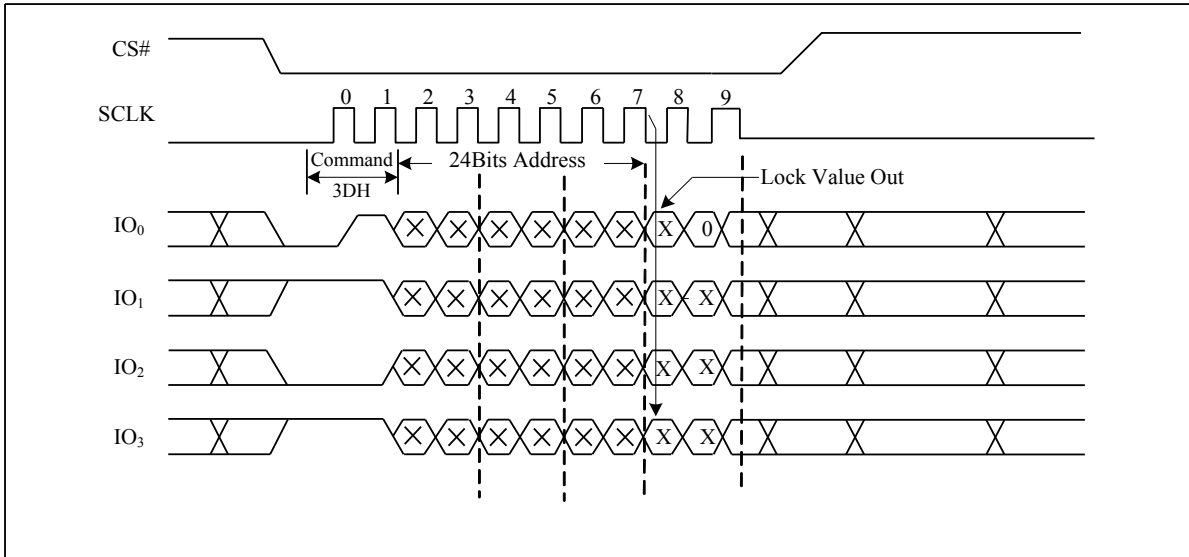 CS#
0 1 2 3 4 5 6 7 8 9
SCLK
Command
24Bits Address
3DH
Lock Value Out
IO₀
X 0
IO₁
X X
IO₂
X X
IO₃
X X